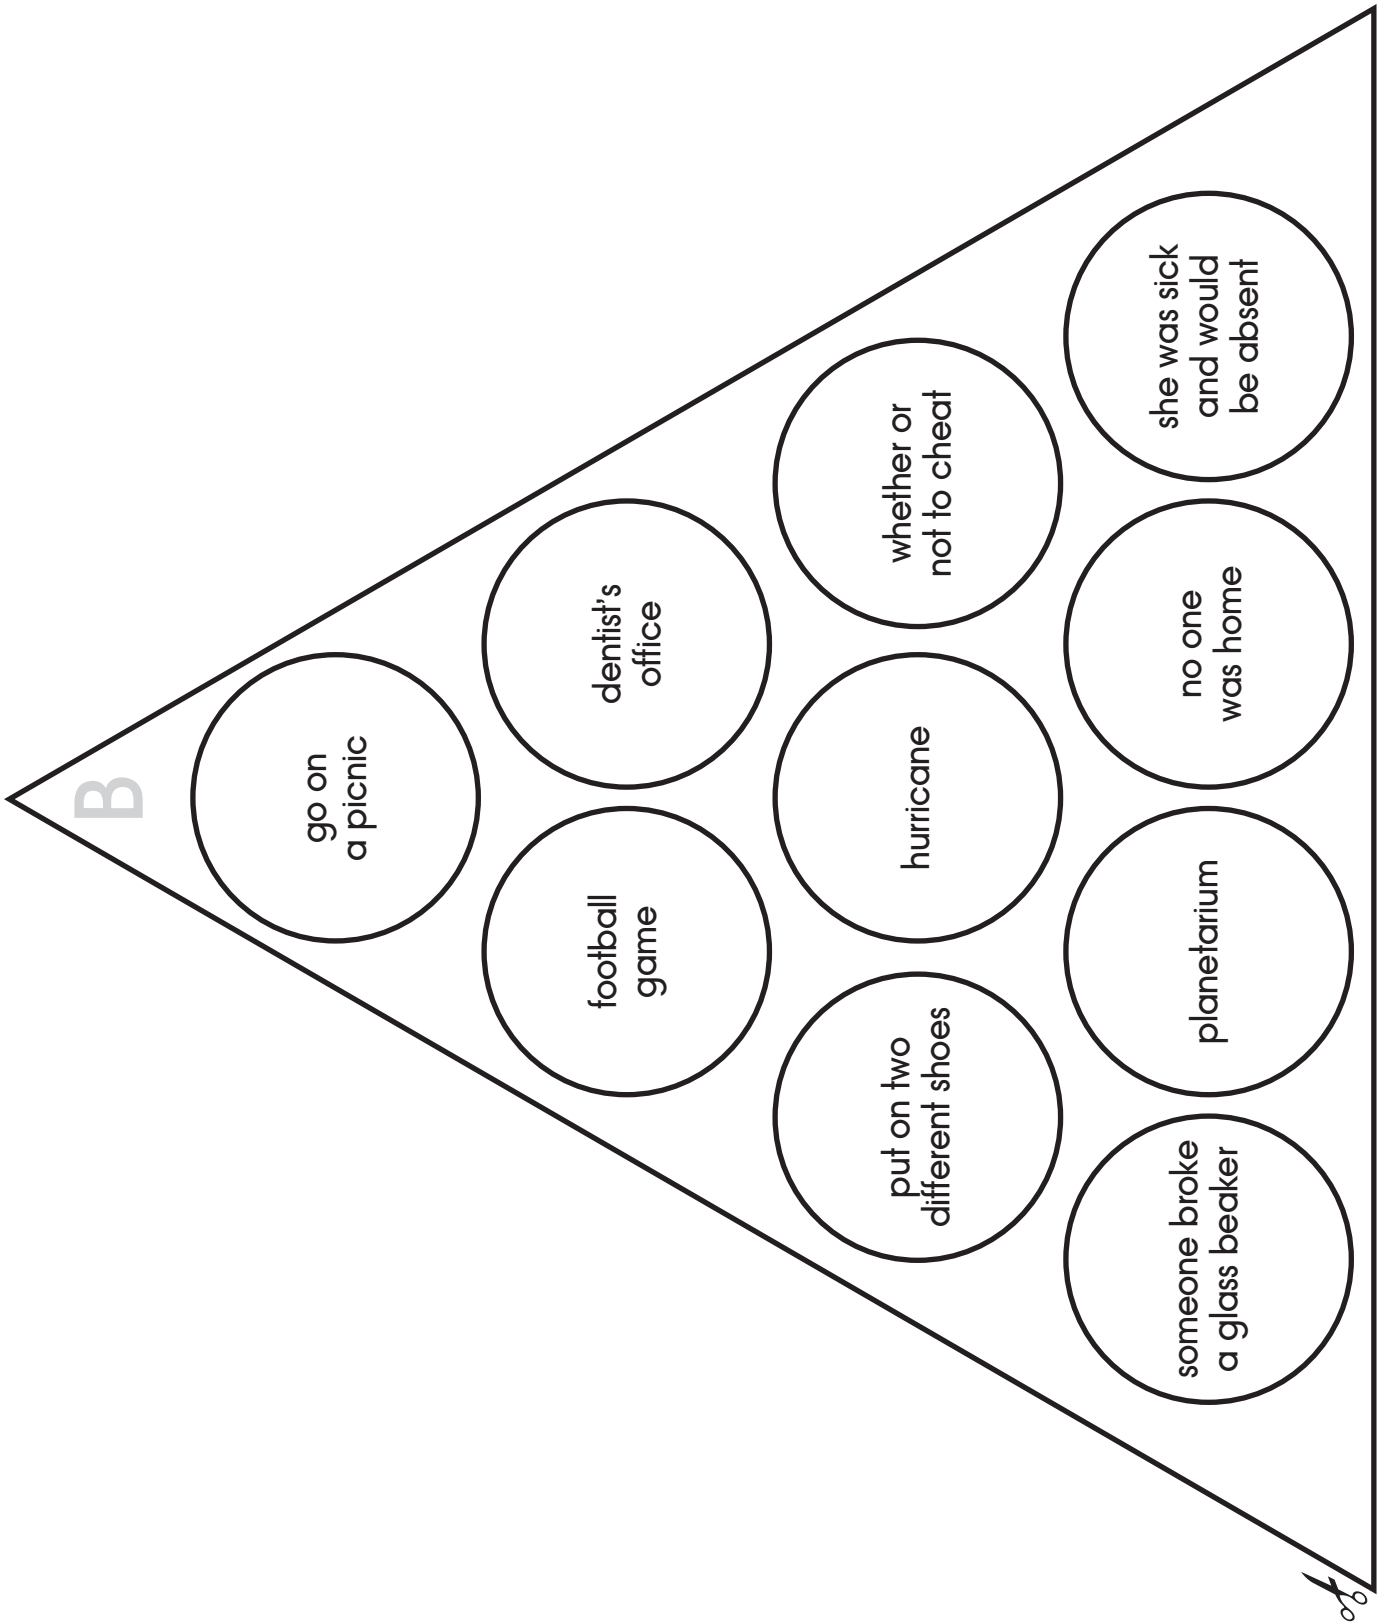 B
go on
a picnic
football
game
dentist's
office
put on two
different shoes
hurricane
whether or
not to cheat
someone broke
a glass beaker
planetarium
no one
was home
she was sick
and would
be absent